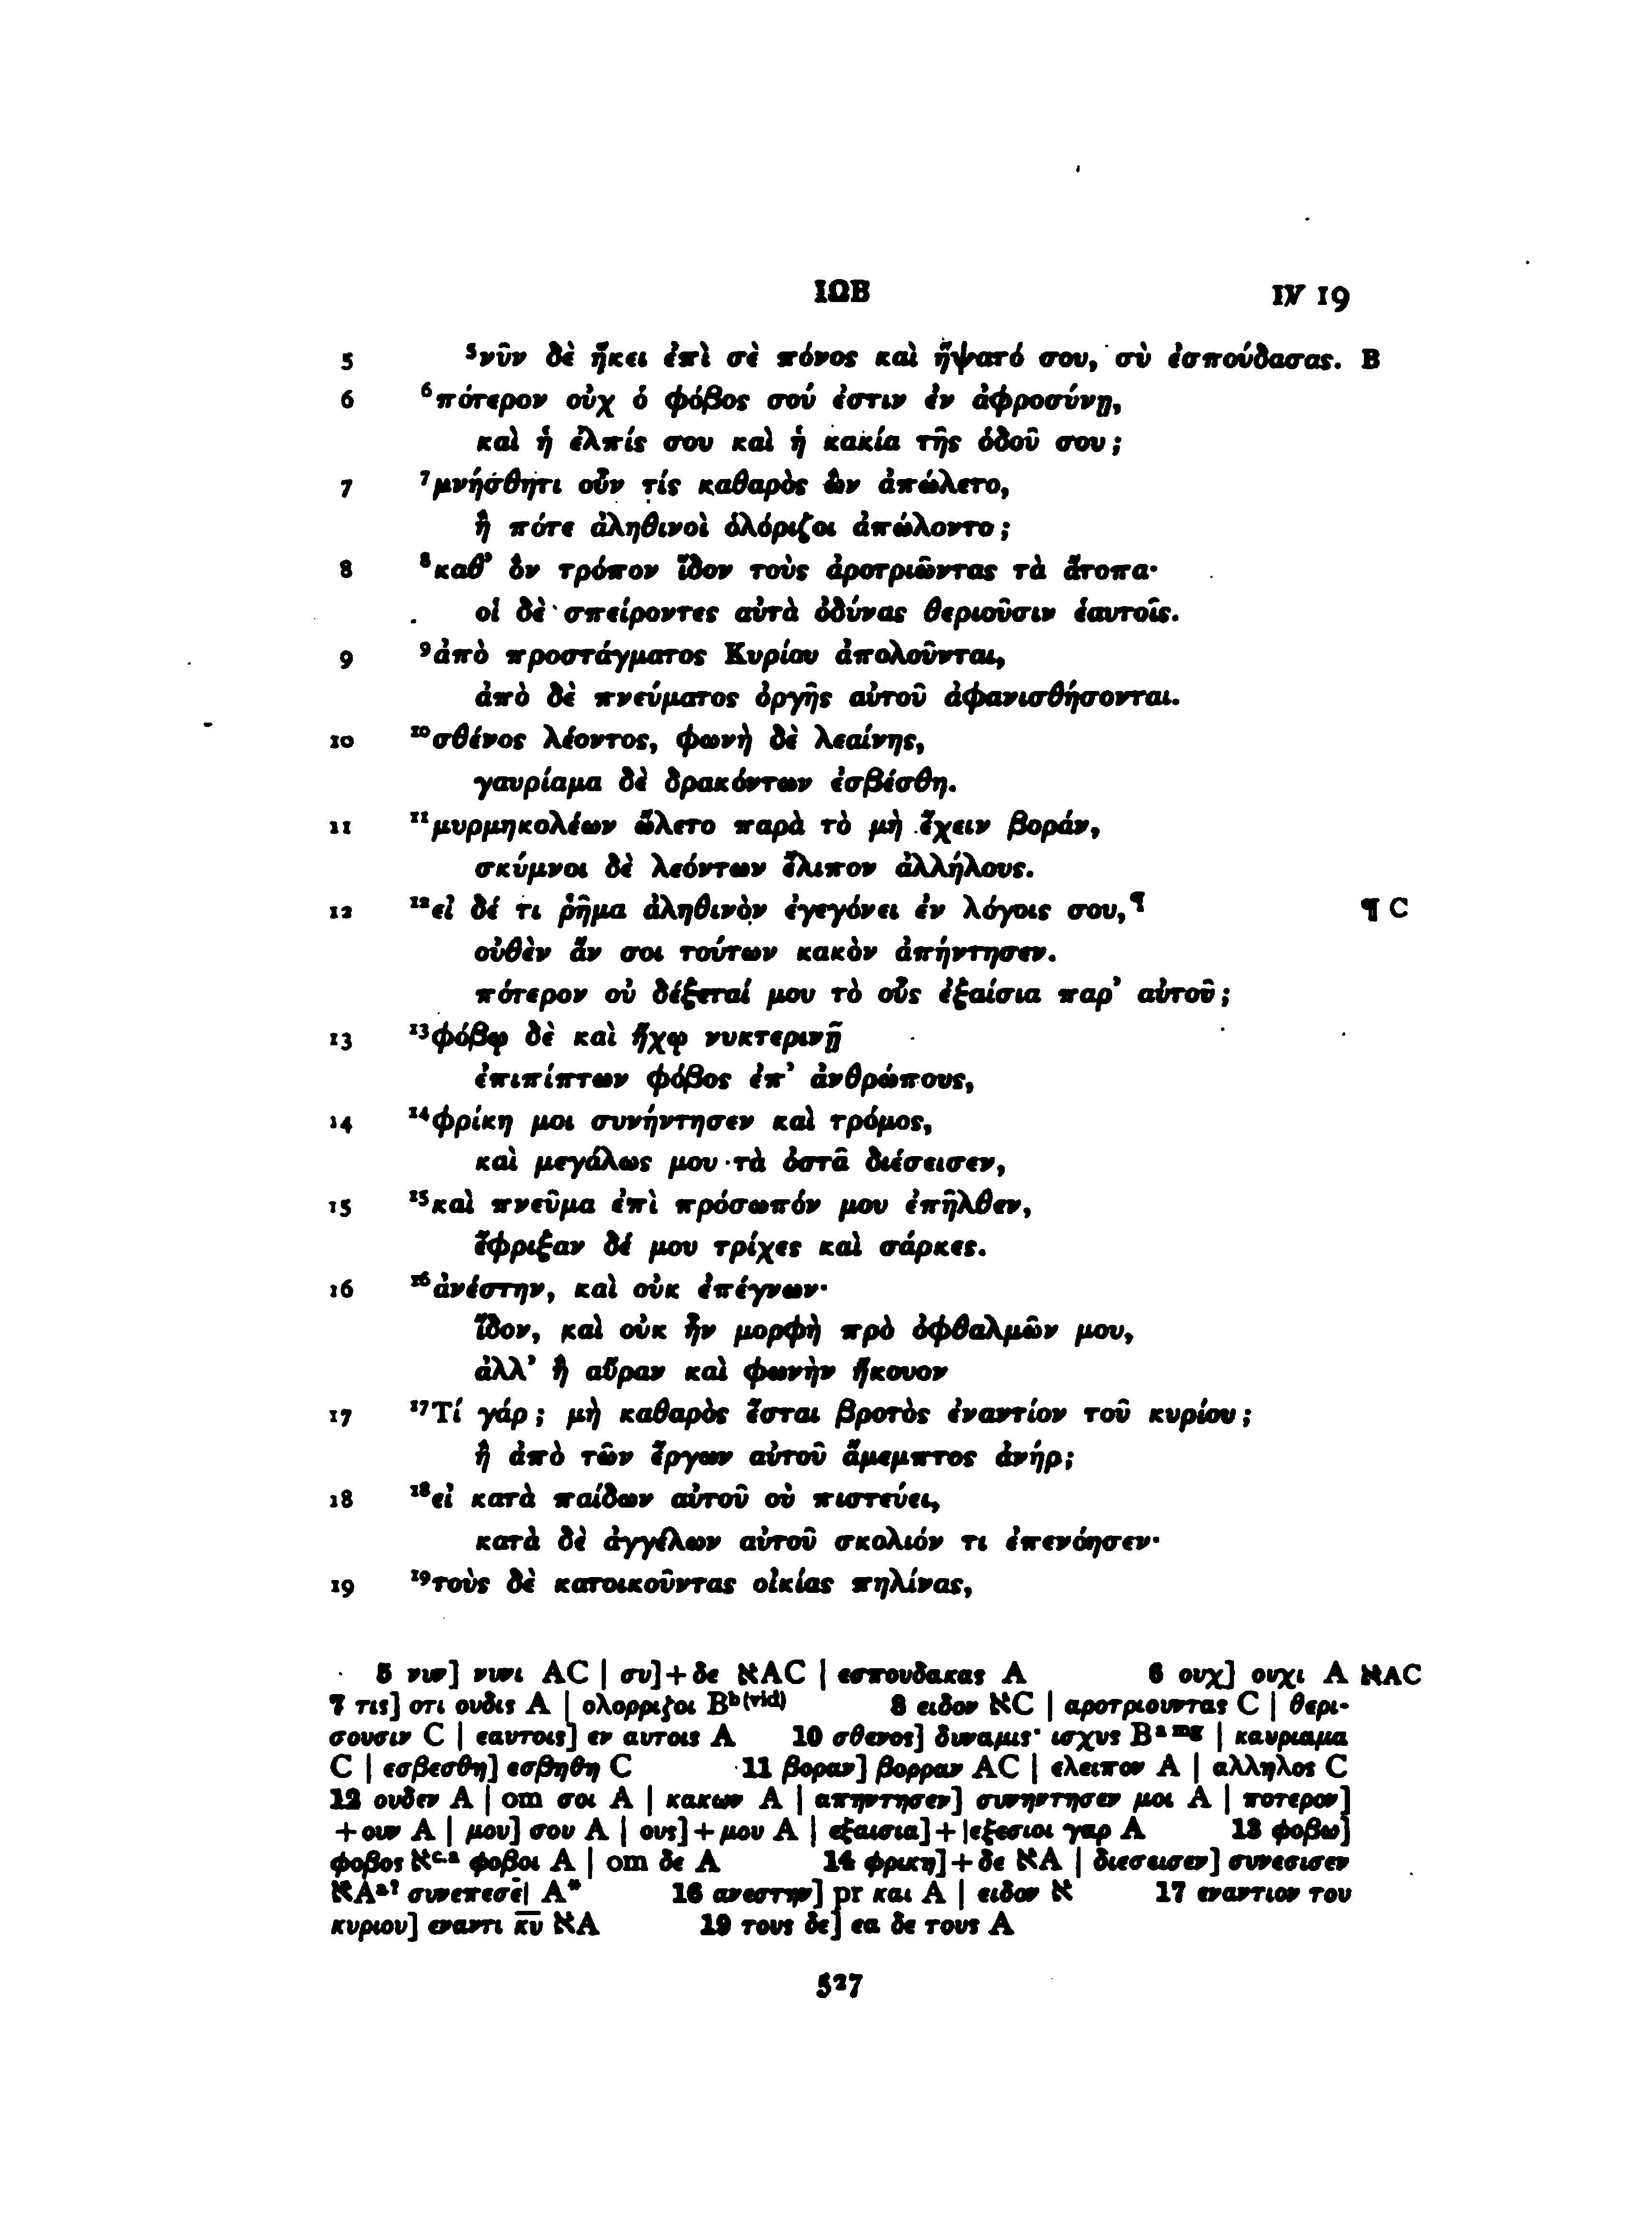 ΙΩΒ IV 19
5 ⁵νῦν δὲ ἥκει ἐπὶ σὲ πόνος καὶ ἥψατό σου, σὺ ἐσπούδασας. B
6 ⁶πότερον οὐχ ὁ φόβος σού ἐστιν ἐν ἀφροσύνῃ,
καὶ ἡ ἐλπίς σου καὶ ἡ κακία τῆς ὁδοῦ σου;
7 ⁷μνήσθητι οὖν τίς καθαρὸς ὢν ἀπώλετο,
ἢ πότε ἀληθινοὶ ὁλόριζοι ἀπώλοντο;
8 ⁸καθ’ ὃν τρόπον ἴδον τοὺς ἀροτριῶντας τὰ ἄτοπα·
οἱ δὲ σπείροντες αὐτὰ ὀδύνας θεριοῦσιν ἑαυτοῖς.
9 ⁹ἀπὸ προστάγματος Κυρίου ἀπολοῦνται,
ἀπὸ δὲ πνεύματος ὀργῆς αὐτοῦ ἀφανισθήσονται.
10 ¹⁰σθένος λέοντος, φωνὴ δὲ λεαίνης,
γαυρίαμα δὲ δρακόντων ἐσβέσθη.
11 ¹¹μυρμηκολέων ὤλετο παρὰ τὸ μὴ ἔχειν βοράν,
σκύμνοι δὲ λεόντων ἔλιπον ἀλλήλους.
12 ¹²εἰ δέ τι ῥῆμα ἀληθινὸν ἐγεγόνει ἐν λόγοις σου,¶ ¶ C
οὐθὲν ἄν σοι τούτων κακὸν ἀπήντησεν.
πότερον οὐ δέξεταί μου τὸ οὖς ἐξαίσια παρ’ αὐτοῦ;
13 ¹³φόβῳ δὲ καὶ ἤχῳ νυκτερινῇ
ἐπιπίπτων φόβος ἐπ’ ἀνθρώπους,
14 ¹⁴φρίκη μοι συνήντησεν καὶ τρόμος,
καὶ μεγάλως μου τὰ ὀστᾶ διέσεισεν,
15 ¹⁵καὶ πνεῦμα ἐπὶ πρόσωπόν μου ἐπῆλθεν,
ἔφριξαν δέ μου τρίχες καὶ σάρκες.
16 ¹⁶ἀνέστην, καὶ οὐκ ἐπέγνων·
ἴδον, καὶ οὐκ ἦν μορφὴ πρὸ ὀφθαλμῶν μου,
ἀλλ’ ἢ αὔραν καὶ φωνὴν ἤκουον
17 ¹⁷Τί γάρ; μὴ καθαρὸς ἔσται βροτὸς ἐναντίον τοῦ κυρίου;
ἢ ἀπὸ τῶν ἔργων αὐτοῦ ἄμεμπτος ἀνήρ;
18 ¹⁸εἰ κατὰ παίδων αὐτοῦ οὐ πιστεύει,
κατὰ δὲ ἀγγέλων αὐτοῦ σκολιόν τι ἐπενόησεν·
19 ¹⁹τοὺς δὲ κατοικοῦντας οἰκίας πηλίνας,
5 νυν] νυνι AC | συ]+δε ℵAC | εσπουδακας A 6 ουχ] ουχι A ℵAC
7 τις] οτι ουδις A | ολορριζοι Bᵇ⁽ᵛⁱᵈ⁾ 8 ειδον ℵC | αροτριουντας C | θερι-
σουσιν C | εαυτοις] εν αυτοις A 10 σθενος] δυναμις· ισχυς Bᵃ ᵐᵍ | καυριαμα
C | εσβεσθη] εσβηθη C 11 βοραν] βορραν AC | ελειπον A | αλληλος C
12 ουδεν A | om σοι A | κακων A | απηντησεν] συνηντησεν μοι A | ποτερον]
+ουν A | μου] σου A | ους]+μου A | εξαισια]+|εξεσιοι γαρ A 13 φοβω]
φοβος ℵᶜ·ᵃ φοβοι A | om δε A 14 φρικη]+δε ℵA | διεσεισεν] συνεσισεν
ℵAᵃ? συνεπεσε̄| A* 16 ανεστην] pr και A | ειδον ℵ 17 εναντιον του
κυριου] εναντι κ̅υ̅ ℵA 19 τους δε] εα δε τους A
527